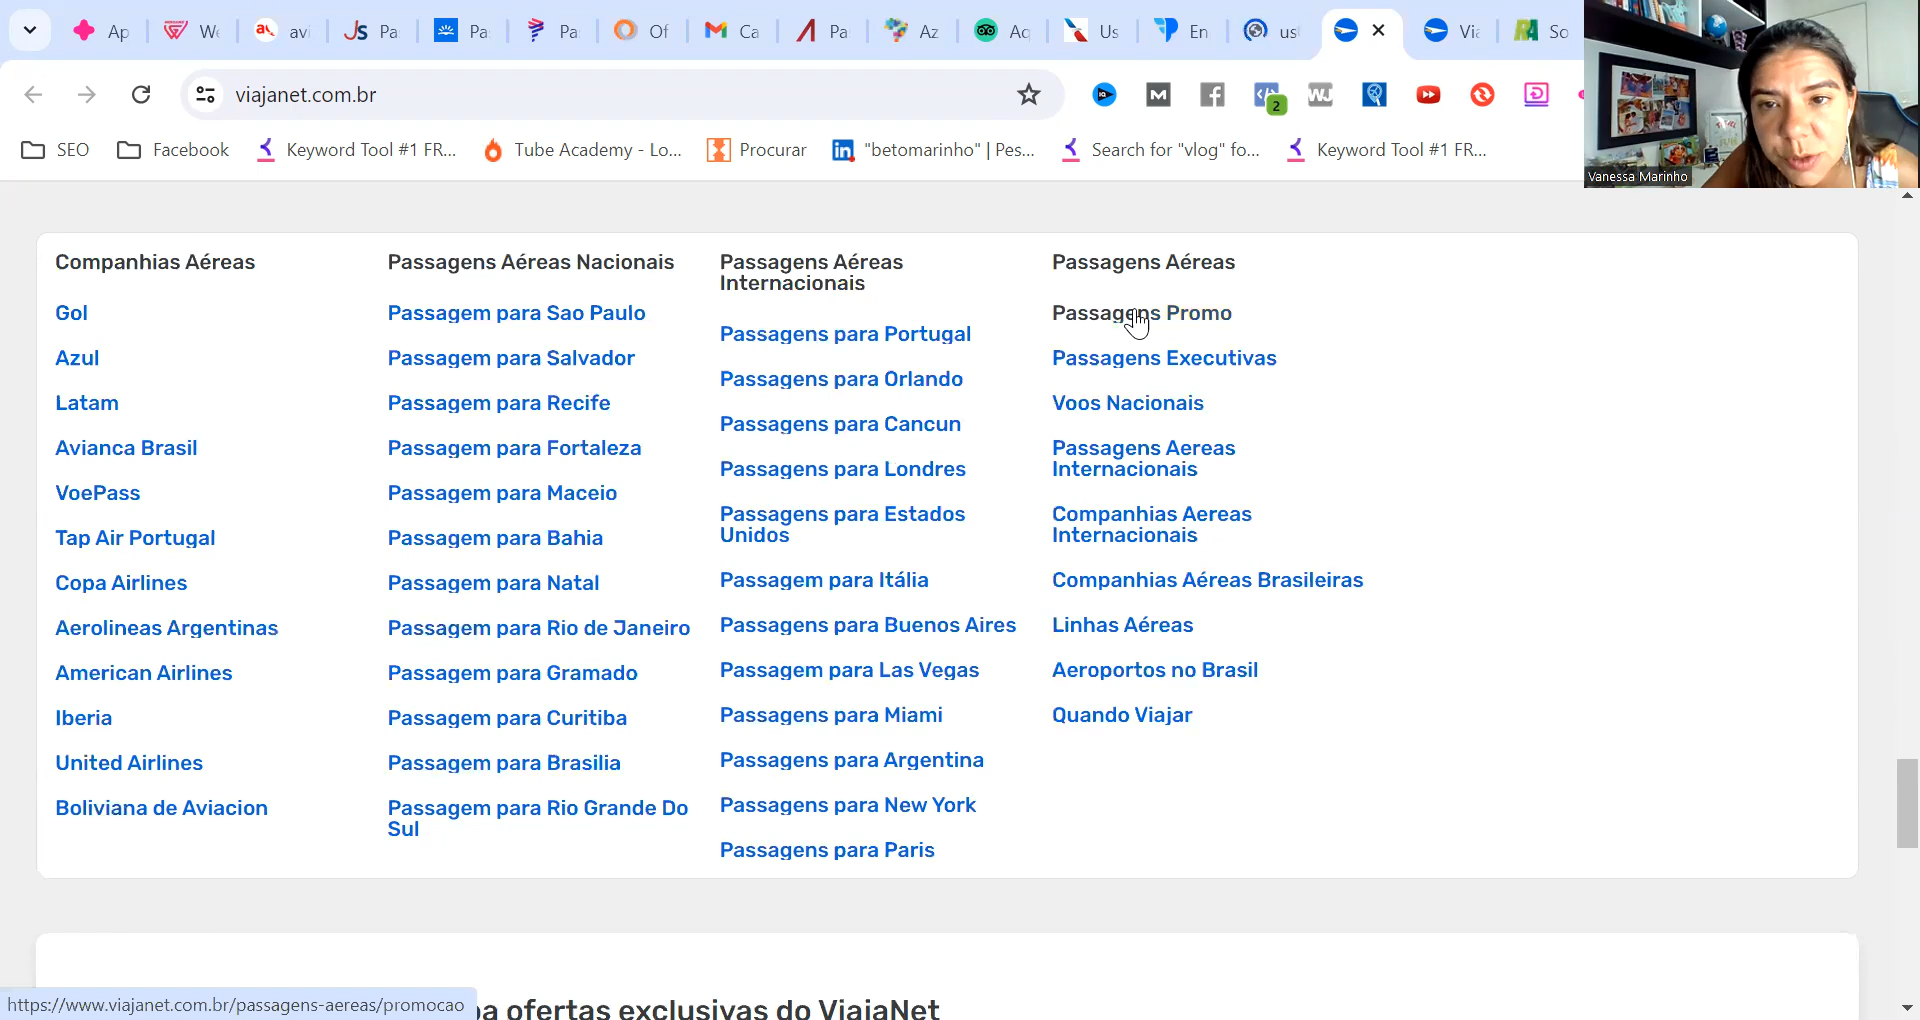 Ap
We
avi
Pa
Pa
Pa
Of
Ca
Pa
Az
Aq
Us
En
us
Via
So
viajanet.com.br
2
SEO
Facebook
Keyword Tool #1 FR...
Tube Academy - Lo...
Procurar
"betomarinho" | Pes...
Search for "vlog" fo...
Keyword Tool #1 FR...
Vanessa Marinho
Companhias Aéreas
Gol
Azul
Latam
Avianca Brasil
VoePass
Tap Air Portugal
Copa Airlines
Aerolineas Argentinas
American Airlines
Iberia
United Airlines
Boliviana de Aviacion
Passagens Aéreas Nacionais
Passagem para Sao Paulo
Passagem para Salvador
Passagem para Recife
Passagem para Fortaleza
Passagem para Maceio
Passagem para Bahia
Passagem para Natal
Passagem para Rio de Janeiro
Passagem para Gramado
Passagem para Curitiba
Passagem para Brasilia
Passagem para Rio Grande Do
Sul
Passagens Aéreas
Internacionais
Passagens para Portugal
Passagens para Orlando
Passagens para Cancun
Passagens para Londres
Passagens para Estados
Unidos
Passagem para Itália
Passagens para Buenos Aires
Passagem para Las Vegas
Passagens para Miami
Passagens para Argentina
Passagens para New York
Passagens para Paris
Passagens Aéreas
Passagens Promo
Passagens Executivas
Voos Nacionais
Passagens Aereas
Internacionais
Companhias Aereas
Internacionais
Companhias Aéreas Brasileiras
Linhas Aéreas
Aeroportos no Brasil
Quando Viajar
ofertas exclusivas do ViajaNet
https://www.viajanet.com.br/passagens-aereas/promocao